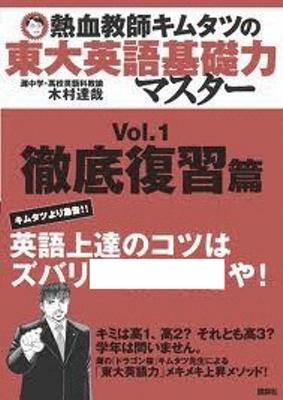 熱血教師キムタツの
東大英語基礎力
マスター
灘中学・高校英語科教諭
木村達哉
Vol.1
徹底復習篇
キムタツより急告!!
英語上達のコツは
ズバリ
や!
キミは高1、高2? それとも高3?
学年は問いません。
灘の「ドラゴン桜」キムタツ先生による
「東大英語力」メキメキ上昇メソッド!
講談社